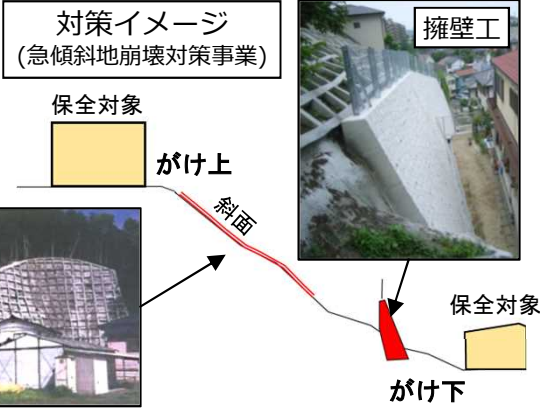 対策イメージ
(急傾斜地崩壊対策事業)
擁壁工
保全対象
がけ上
斜面
保全対象
がけ下